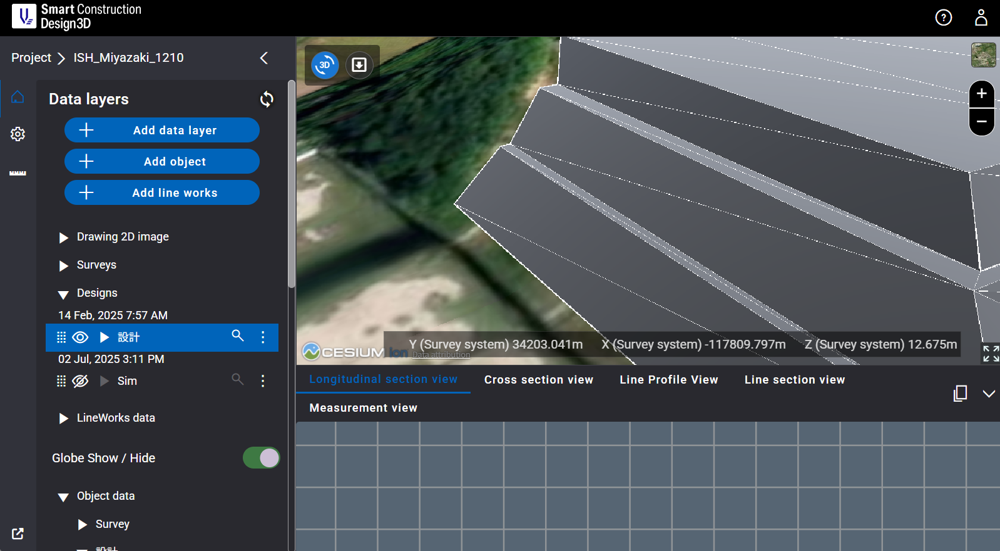 Smart Construction
Design3D
Project
ISH_Miyazaki_1210
Data layers
Add data layer
Add object
Add line works
Drawing 2D image
Surveys
Designs
14 Feb, 2025 7:57 AM
設計
02 Jul, 2025 3:11 PM
Sim
LineWorks data
Globe Show / Hide
Object data
Survey
設計
3D
Y (Survey system) 34203.041m
X (Survey system) -117809.797m
Z (Survey system) 12.675m
CESIUM ion
Data attribution
Longitudinal section view
Cross section view
Line Profile View
Line section view
Measurement view